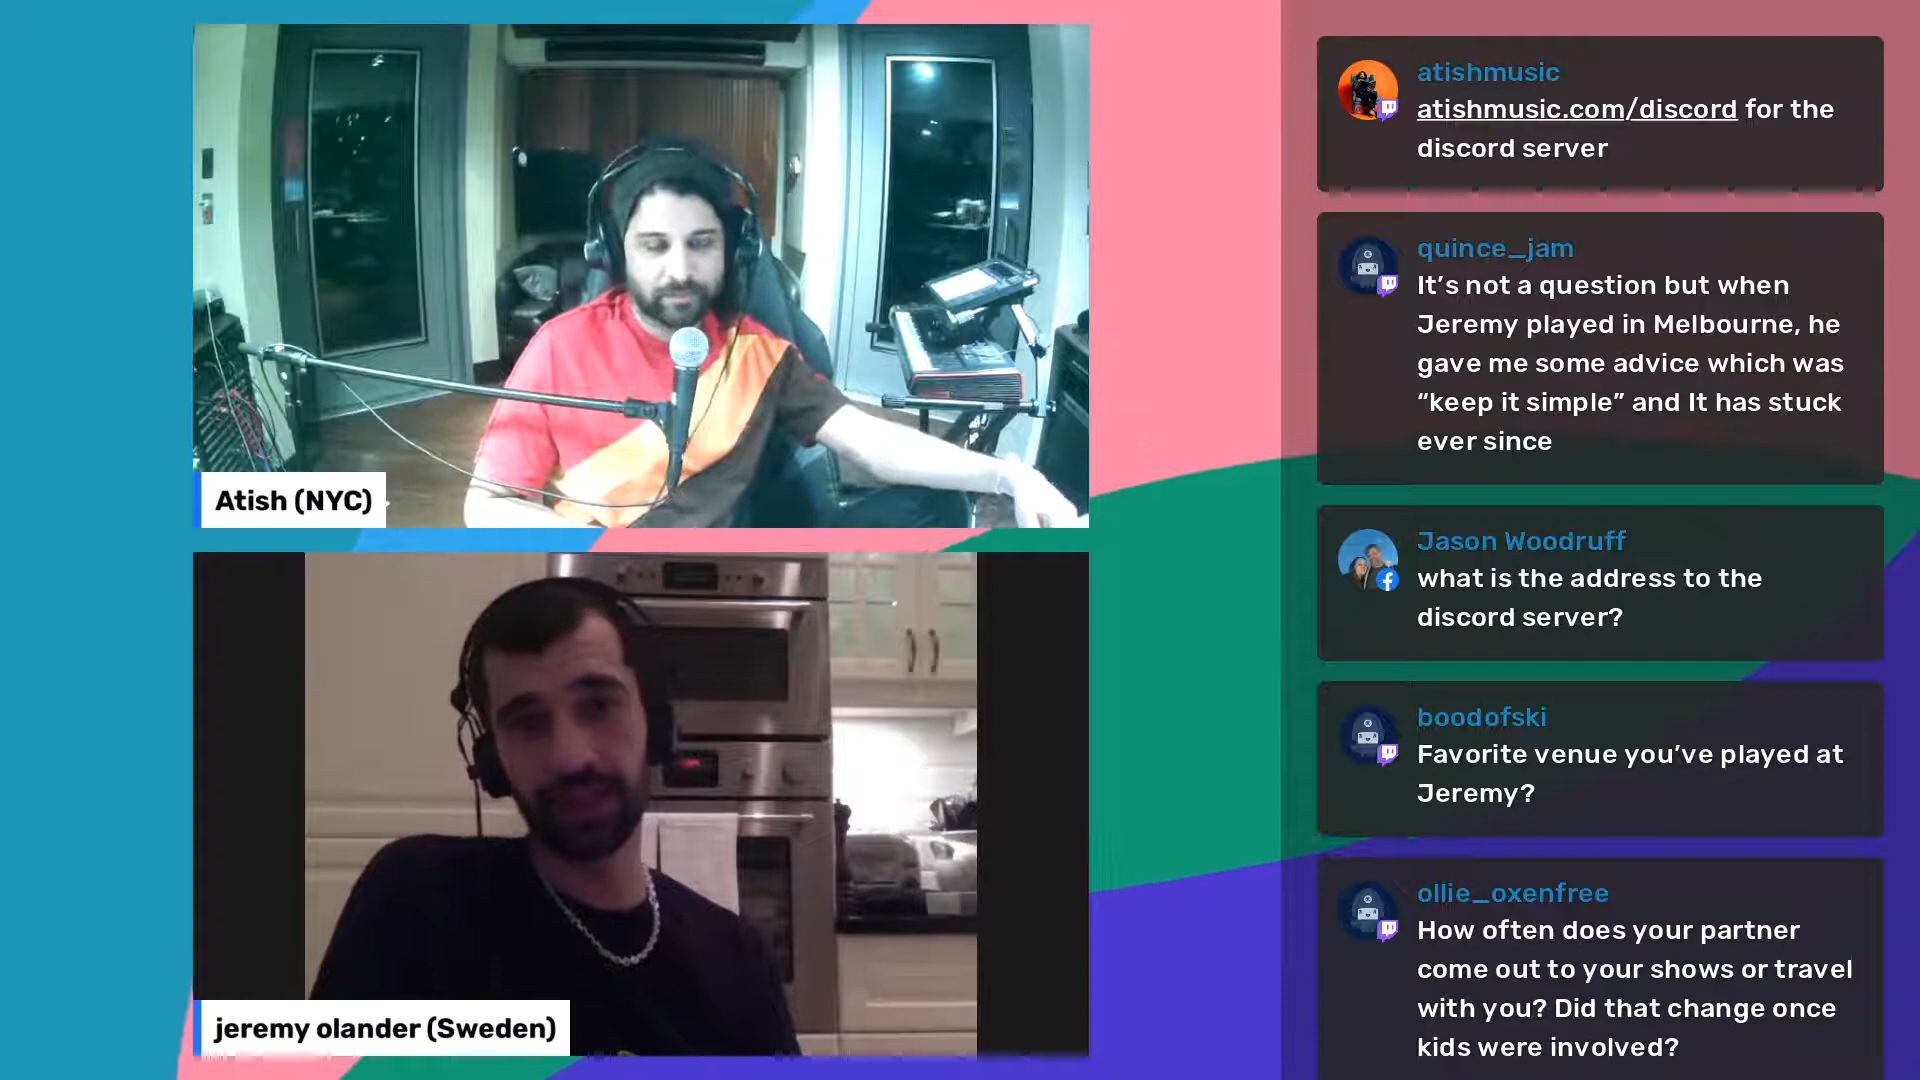 Atish (NYC)
jeremy olander (Sweden)
atishmusic
atishmusic.com/discord for the
discord server
quince_jam
It’s not a question but when
Jeremy played in Melbourne, he
gave me some advice which was
“keep it simple” and It has stuck
ever since
Jason Woodruff
what is the address to the
discord server?
boodofski
Favorite venue you’ve played at
Jeremy?
ollie_oxenfree
How often does your partner
come out to your shows or travel
with you? Did that change once
kids were involved?